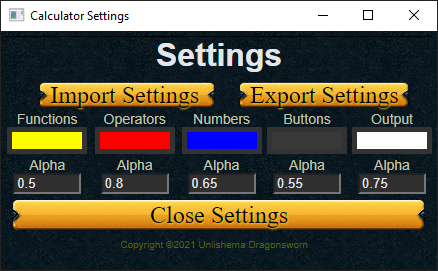 Calculator Settings
Settings
Import Settings Export Settings
Functions Operators Numbers Buttons Output
Alpha Alpha Alpha Alpha Alpha
0.5 0.8 0.65 0.55 0.75
Close Settings
Copyright ©2021 Unlishema Dragonsworn